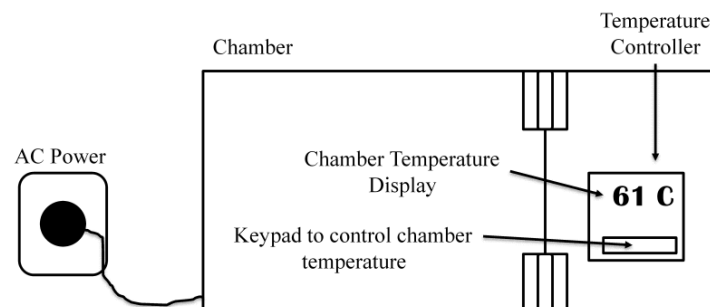 Temperature
Controller
Chamber
AC Power
Chamber Temperature
Display
61 C
Keypad to control chamber
temperature